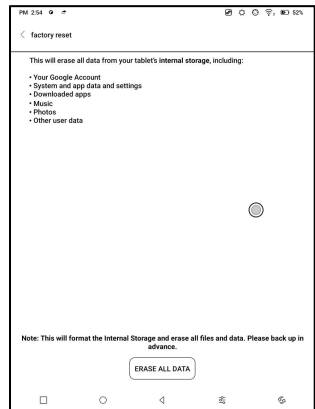 PM 2:54
52%
factory reset
This will erase all data from your tablet's internal storage, including:
• Your Google Account
• System and app data and settings
• Downloaded apps
• Music
• Photos
• Other user data
Note: This will format the Internal Storage and erase all files and data. Please back up in
advance.
ERASE ALL DATA